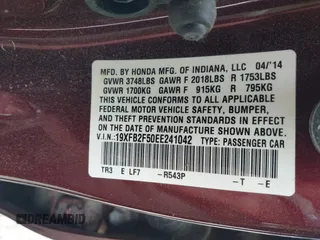 MFD. BY HONDA MFG. OF INDIANA, LLC 04/'14
GVWR 3748LBS GAWR F 2018LBS R 1753LBS
GVWR 1700KG GAWR F 915KG R 795KG
THIS VEHICLE CONFORMS TO ALL APPLICABLE
FEDERAL MOTOR VEHICLE SAFETY, BUMPER,
AND THEFT PREVENTION STANDARDS IN
EFFECT ON THE DATE OF MANUFACTURE
SHOWN ABOVE.
V.I.N.:19XFB2F50EE241042 TYPE: PASSENGER CAR
TR3 E LF7 -R543P -T -E
DREAMBID